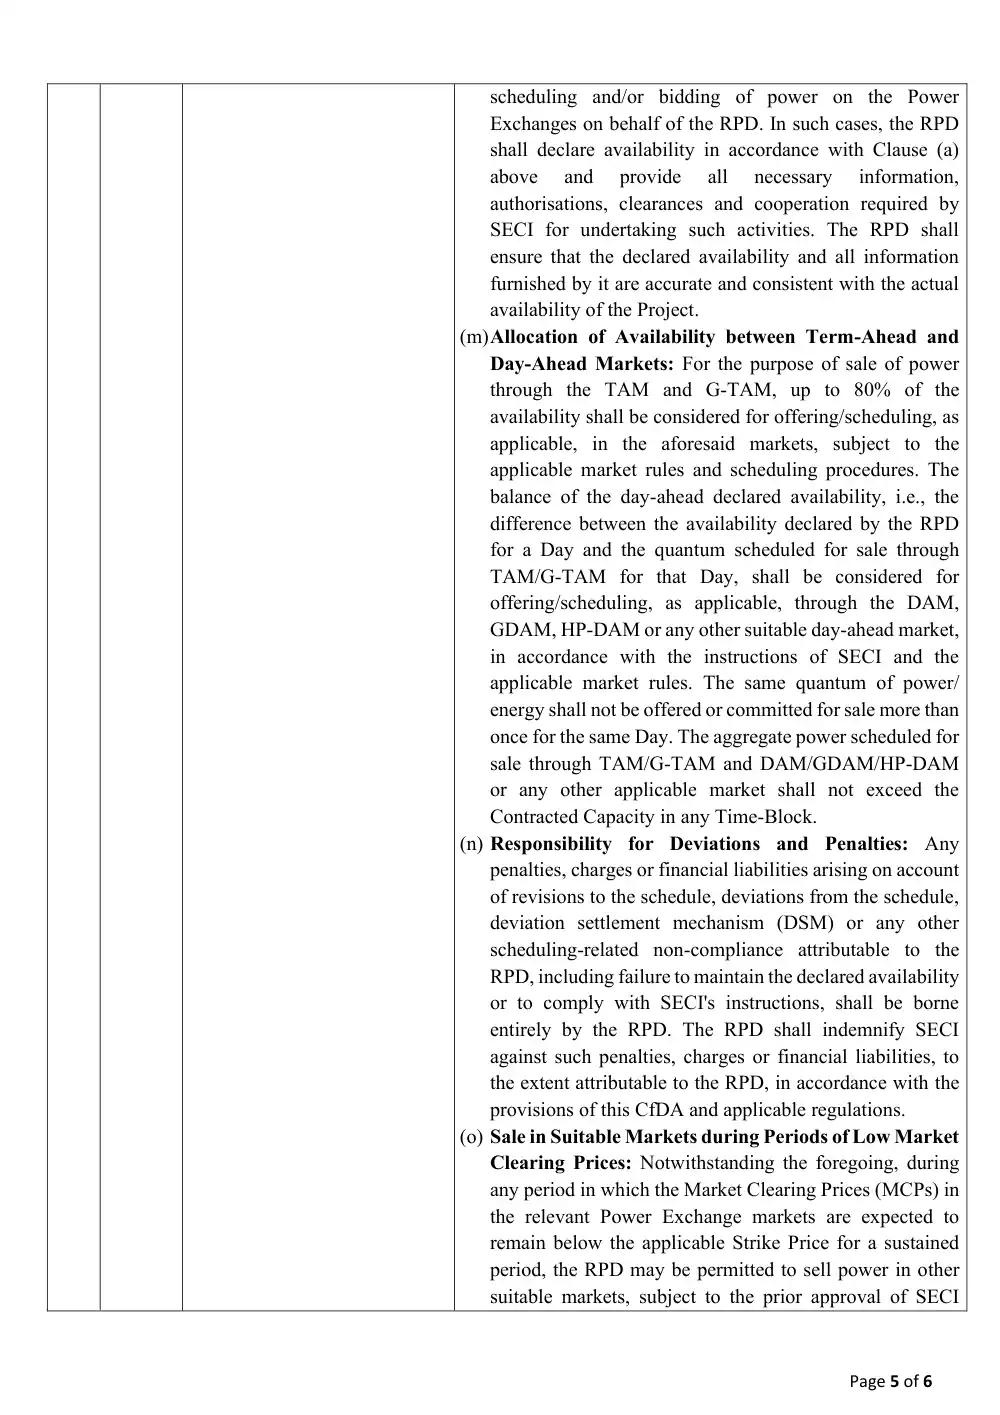 scheduling and/or bidding of power on the Power
Exchanges on behalf of the RPD. In such cases, the RPD
shall declare availability in accordance with Clause (a)
above and provide all necessary information,
authorisations, clearances and cooperation required by
SECI for undertaking such activities. The RPD shall
ensure that the declared availability and all information
furnished by it are accurate and consistent with the actual
availability of the Project.
(m) Allocation of Availability between Term-Ahead and
Day-Ahead Markets: For the purpose of sale of power
through the TAM and G-TAM, up to 80% of the
availability shall be considered for offering/scheduling, as
applicable, in the aforesaid markets, subject to the
applicable market rules and scheduling procedures. The
balance of the day-ahead declared availability, i.e., the
difference between the availability declared by the RPD
for a Day and the quantum scheduled for sale through
TAM/G-TAM for that Day, shall be considered for
offering/scheduling, as applicable, through the DAM,
GDAM, HP-DAM or any other suitable day-ahead market,
in accordance with the instructions of SECI and the
applicable market rules. The same quantum of power/
energy shall not be offered or committed for sale more than
once for the same Day. The aggregate power scheduled for
sale through TAM/G-TAM and DAM/GDAM/HP-DAM
or any other applicable market shall not exceed the
Contracted Capacity in any Time-Block.
(n) Responsibility for Deviations and Penalties: Any
penalties, charges or financial liabilities arising on account
of revisions to the schedule, deviations from the schedule,
deviation settlement mechanism (DSM) or any other
scheduling-related non-compliance attributable to the
RPD, including failure to maintain the declared availability
or to comply with SECI's instructions, shall be borne
entirely by the RPD. The RPD shall indemnify SECI
against such penalties, charges or financial liabilities, to
the extent attributable to the RPD, in accordance with the
provisions of this CfDA and applicable regulations.
(o) Sale in Suitable Markets during Periods of Low Market
Clearing Prices: Notwithstanding the foregoing, during
any period in which the Market Clearing Prices (MCPs) in
the relevant Power Exchange markets are expected to
remain below the applicable Strike Price for a sustained
period, the RPD may be permitted to sell power in other
suitable markets, subject to the prior approval of SECI
Page 5 of 6